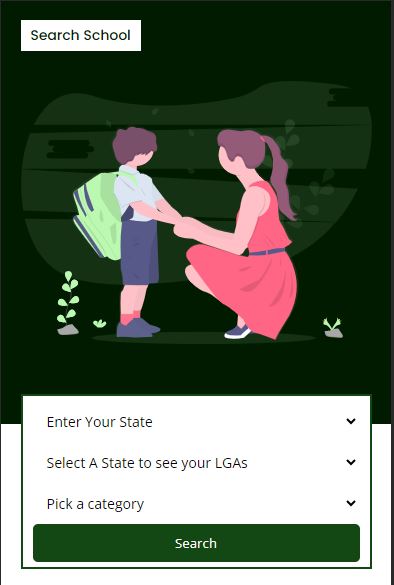 Search School
Enter Your State
Select A State to see your LGAs
Pick a category
Search